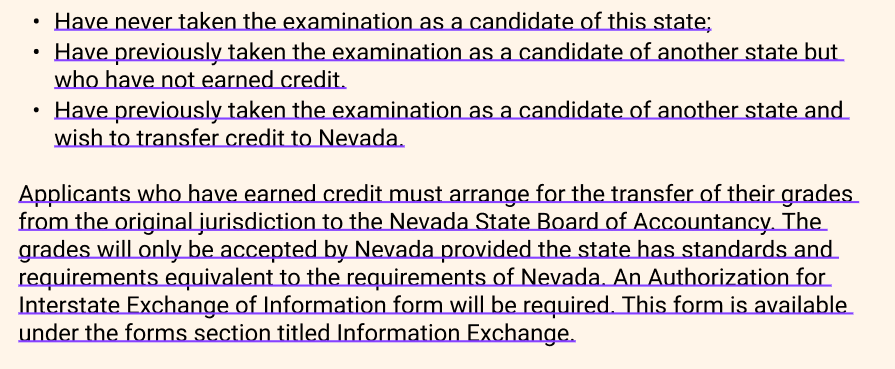 • Have never taken the examination as a candidate of this state;
• Have previously taken the examination as a candidate of another state but
who have not earned credit.
• Have previously taken the examination as a candidate of another state and
wish to transfer credit to Nevada.
Applicants who have earned credit must arrange for the transfer of their grades
from the original jurisdiction to the Nevada State Board of Accountancy. The
grades will only be accepted by Nevada provided the state has standards and
requirements equivalent to the requirements of Nevada. An Authorization for
Interstate Exchange of Information form will be required. This form is available
under the forms section titled Information Exchange.